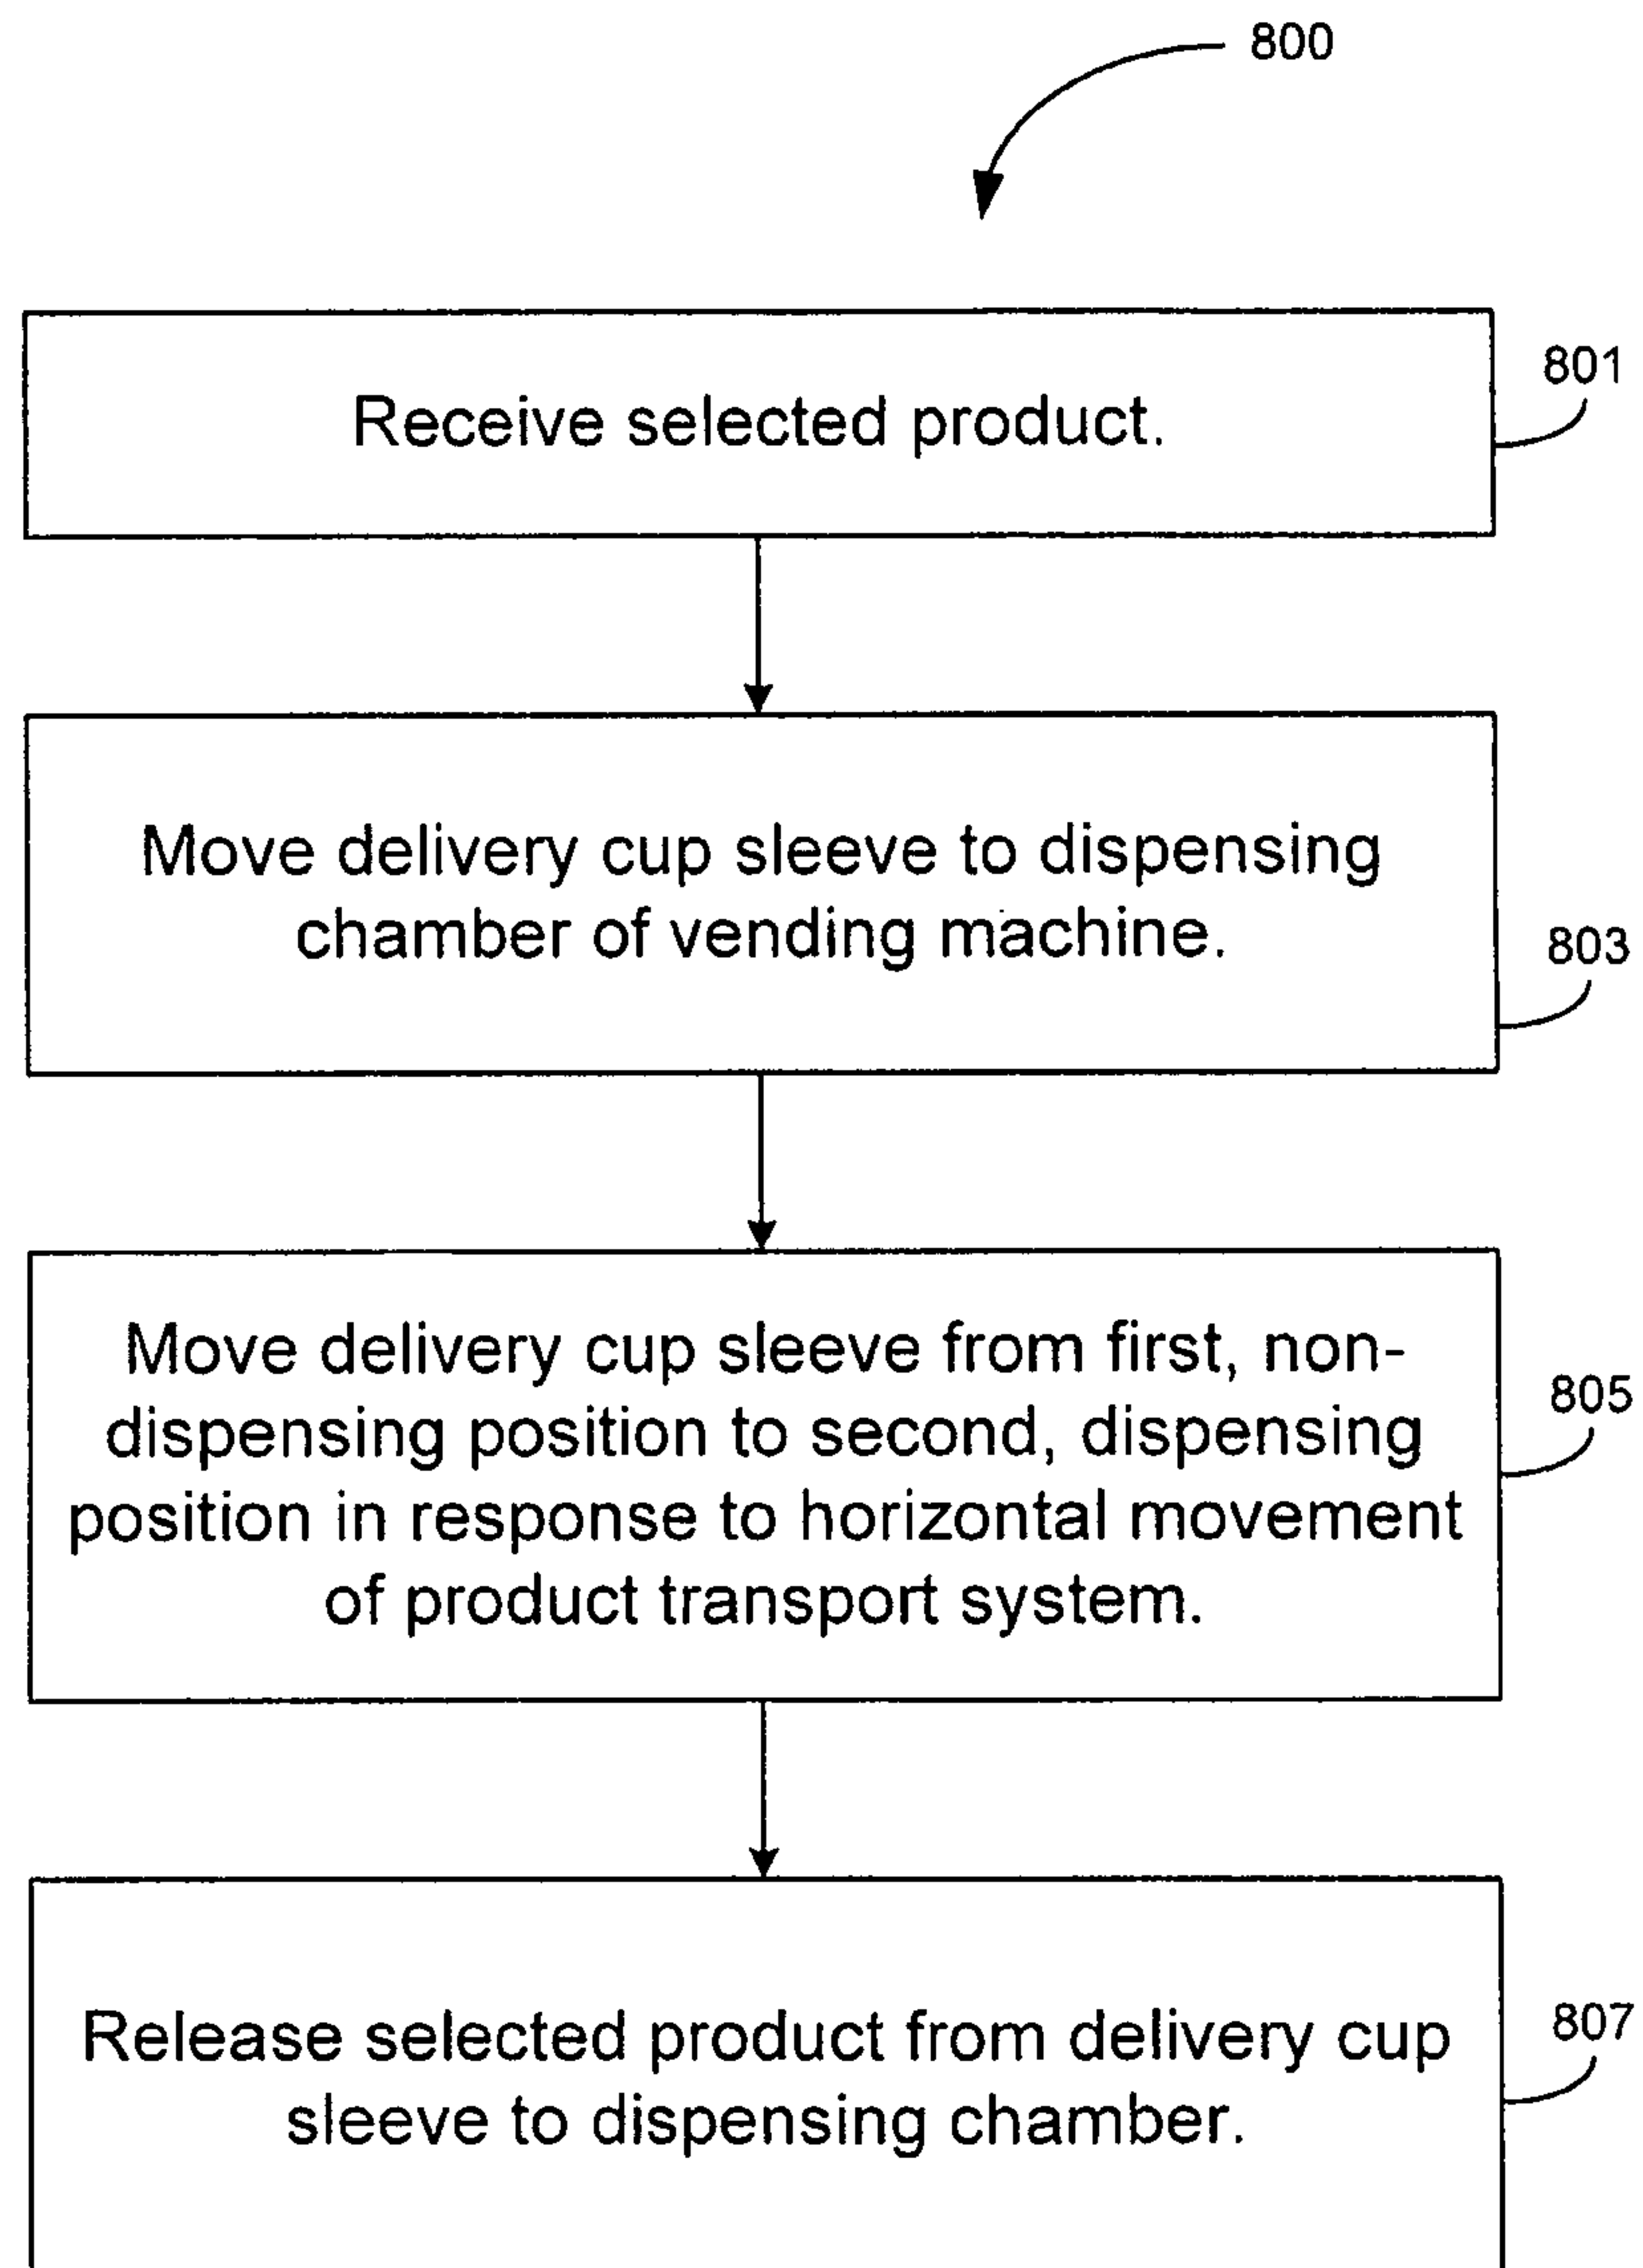 800
Receive selected product.
801
Move delivery cup sleeve to dispensing
chamber of vending machine.
803
Move delivery cup sleeve from first, non-
dispensing position to second, dispensing
position in response to horizontal movement
of product transport system.
805
Release selected product from delivery cup
sleeve to dispensing chamber.
807